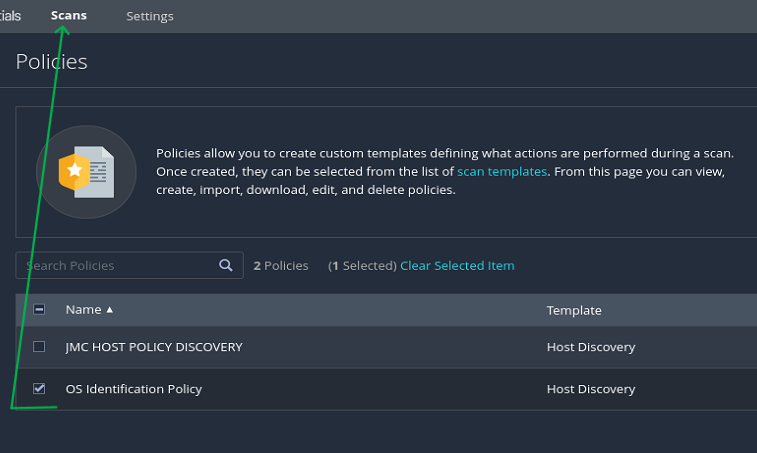 tials Scans Settings
Policies
Policies allow you to create custom templates defining what actions are performed during a scan.
Once created, they can be selected from the list of scan templates. From this page you can view,
create, import, download, edit, and delete policies.
Search Policies 2 Policies (1 Selected) Clear Selected Item
Name Template
JMC HOST POLICY DISCOVERY Host Discovery
OS Identification Policy Host Discovery